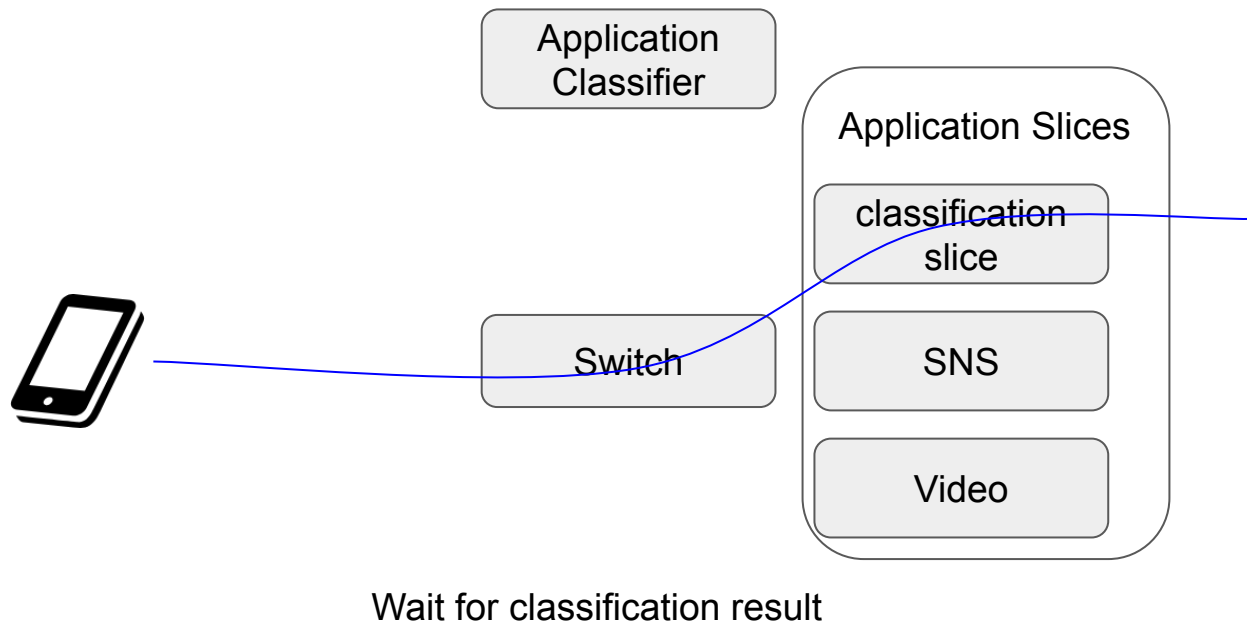 Application
Classifier
Application Slices
classification
slice
Switch
SNS
Video
Wait for classification result